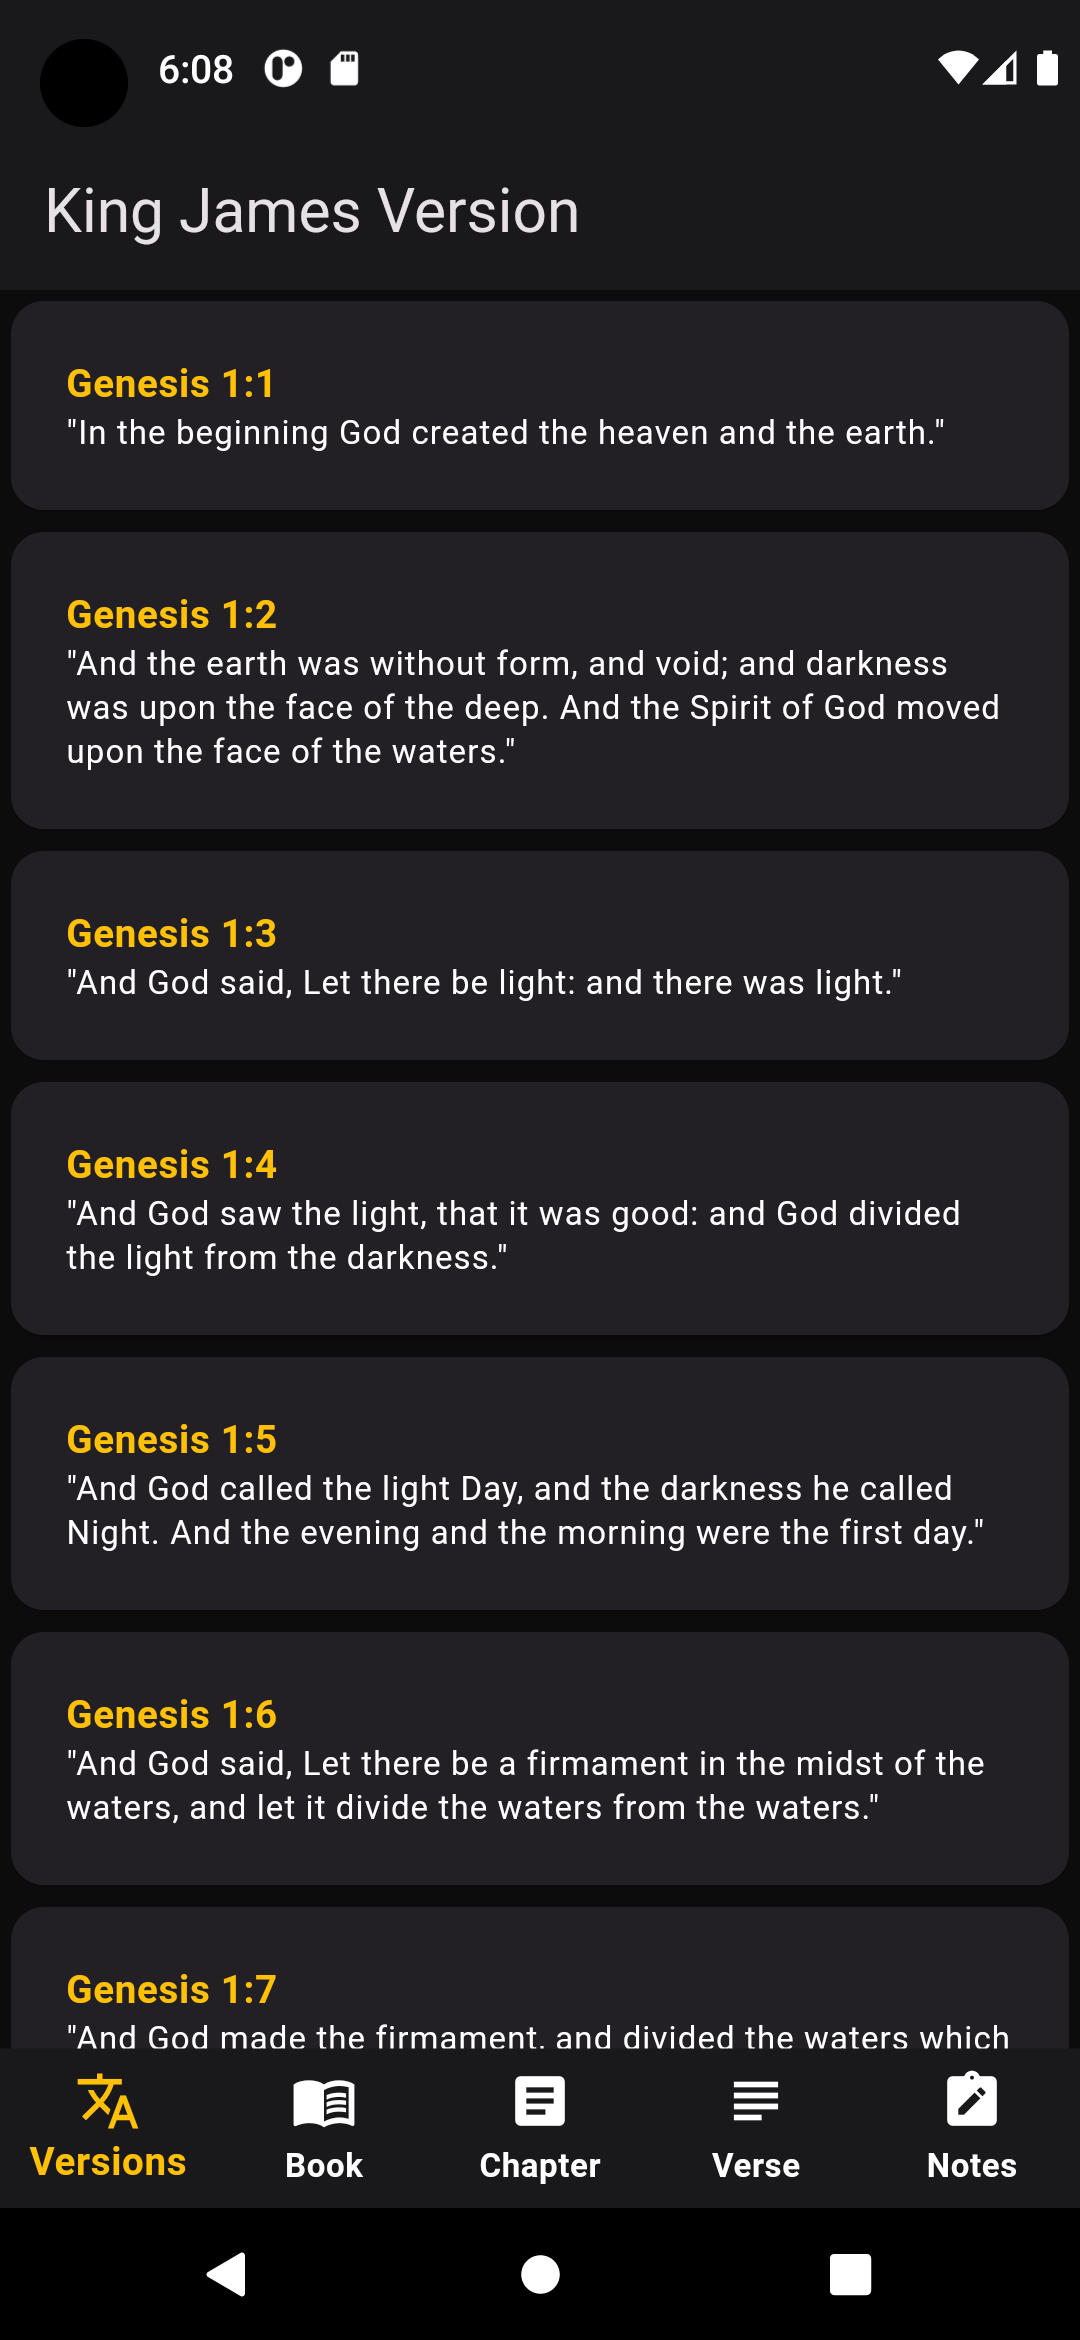 6:08
King James Version
Genesis 1:1
"In the beginning God created the heaven and the earth."
Genesis 1:2
"And the earth was without form, and void; and darkness
was upon the face of the deep. And the Spirit of God moved
upon the face of the waters."
Genesis 1:3
"And God said, Let there be light: and there was light."
Genesis 1:4
"And God saw the light, that it was good: and God divided
the light from the darkness."
Genesis 1:5
"And God called the light Day, and the darkness he called
Night. And the evening and the morning were the first day."
Genesis 1:6
"And God said, Let there be a firmament in the midst of the
waters, and let it divide the waters from the waters."
Genesis 1:7
"And God made the firmament, and divided the waters which
Versions Book Chapter Verse Notes